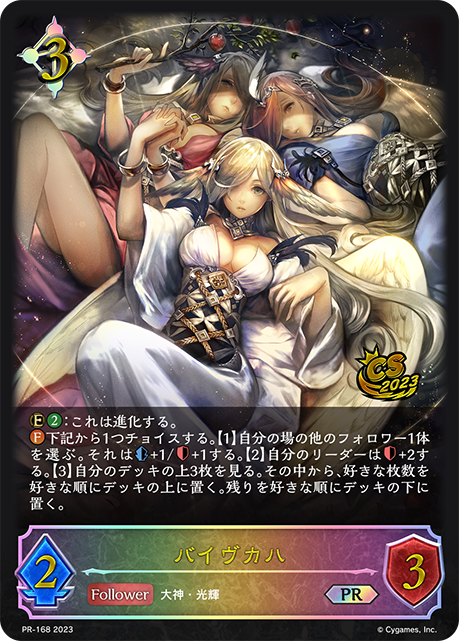 3
CS
2023
E 2：これは進化する。
F 下記から1つチョイスする。【1】自分の場の他のフォロワー1体
を選ぶ。それは+1/+1する。【2】自分のリーダーは+2す
る。【3】自分のデッキの上3枚を見る。その中から、好きな枚数を
好きな順にデッキの上に置く。残りを好きな順にデッキの下に
置く。
バイヴカハ
2
Follower 大神・光輝 PR
3
PR-168 2023 © Cygames, Inc.